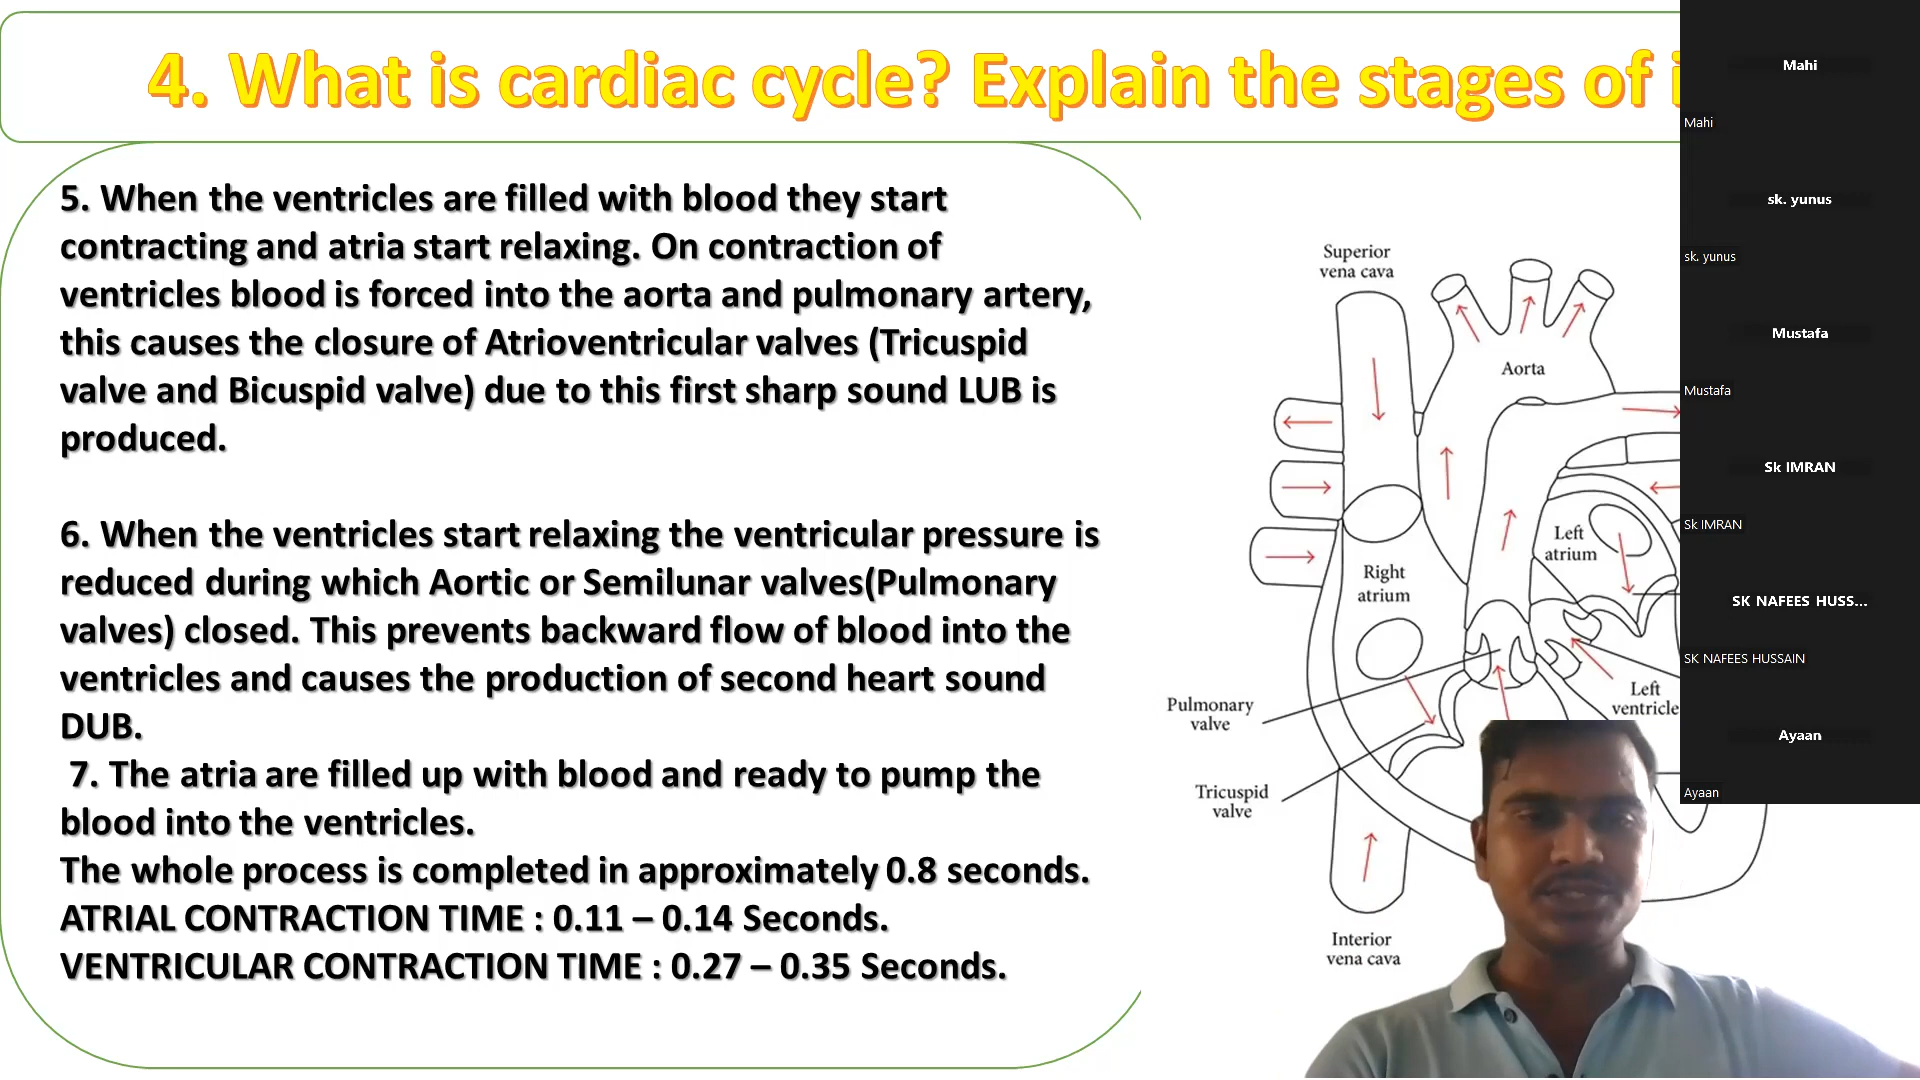 4. What is cardiac cycle? Explain the stages of i
5. When the ventricles are filled with blood they start
contracting and atria start relaxing. On contraction of
ventricles blood is forced into the aorta and pulmonary artery,
this causes the closure of Atrioventricular valves (Tricuspid
valve and Bicuspid valve) due to this first sharp sound LUB is
produced.
6. When the ventricles start relaxing the ventricular pressure is
reduced during which Aortic or Semilunar valves(Pulmonary
valves) closed. This prevents backward flow of blood into the
ventricles and causes the production of second heart sound
DUB.
7. The atria are filled up with blood and ready to pump the
blood into the ventricles.
The whole process is completed in approximately 0.8 seconds.
ATRIAL CONTRACTION TIME : 0.11 – 0.14 Seconds.
VENTRICULAR CONTRACTION TIME : 0.27 – 0.35 Seconds.
Superior
vena cava
Aorta
Left
atrium
Right
atrium
Left
ventricle
Pulmonary
valve
Tricuspid
valve
Interior
vena cava
Mahi
Mahi
sk. yunus
sk. yunus
Mustafa
Mustafa
Sk IMRAN
Sk IMRAN
SK NAFEES HUSS...
SK NAFEES HUSSAIN
Ayaan
Ayaan